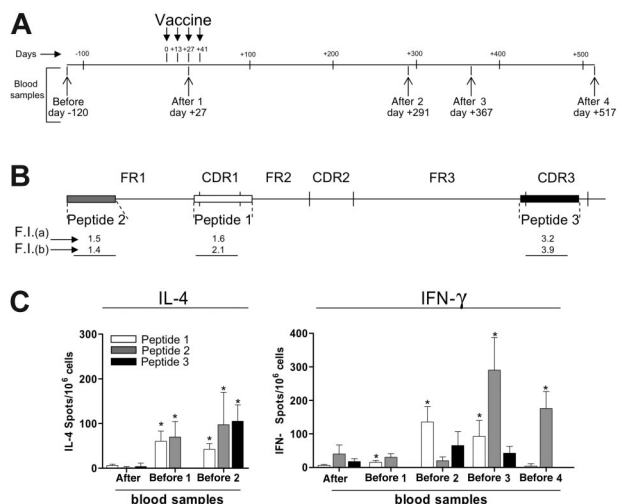 A
Vaccine
Days
-100 0 +13 +27 +41 +100 +200 +300 +400 +500
Blood samples
Before day -120
After 1 day +27
After 2 day +291
After 3 day +367
After 4 day +517
B
FR1 CDR1 FR2 CDR2 FR3 CDR3
Peptide 2 Peptide 1 Peptide 3
F.I.(a) 1.5 1.6 3.2
F.I.(b) 1.4 2.1 3.9
C
IL-4
IL-4 Spots/10⁶ cells
300
200
100
0
Peptide 1
Peptide 2
Peptide 3
* * * * *
After Before 1 Before 2
blood samples
IFN-γ
IFN- Spots/10⁶ cells
400
300
200
100
0
* * * * *
After Before 1 Before 2 Before 3 Before 4
blood samples